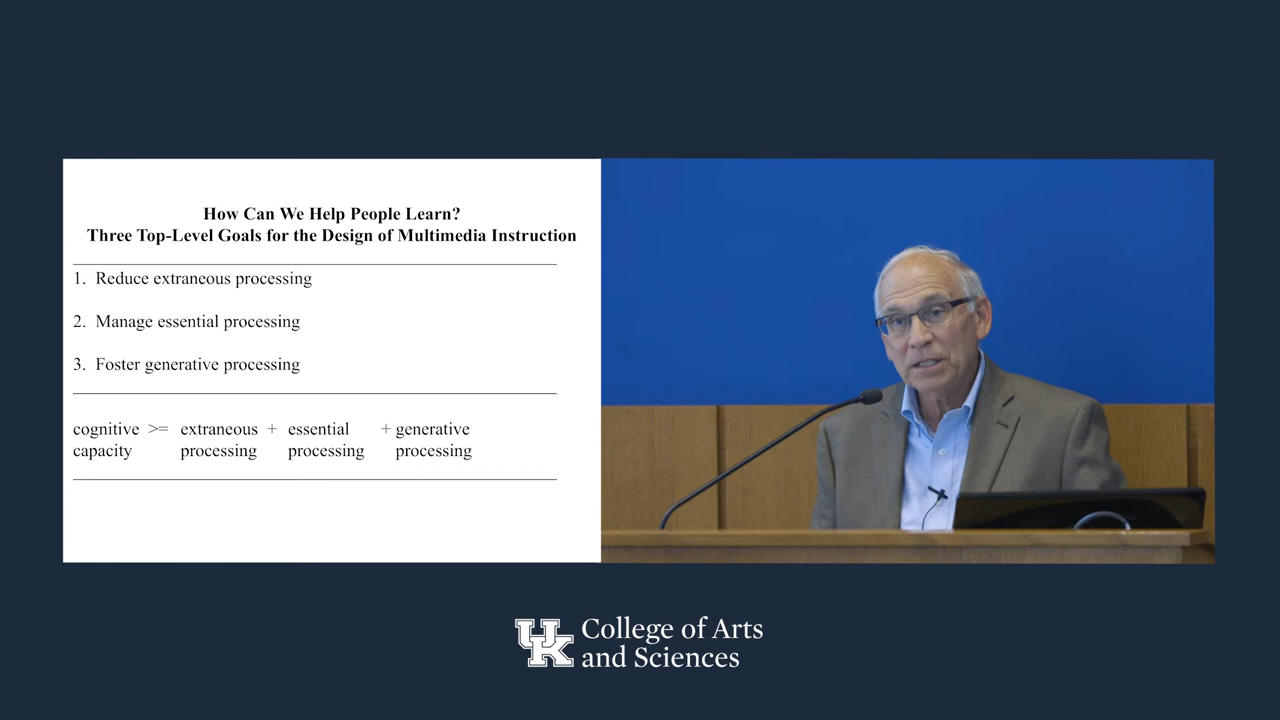 How Can We Help People Learn?
Three Top-Level Goals for the Design of Multimedia Instruction
1. Reduce extraneous processing
2. Manage essential processing
3. Foster generative processing
cognitive >= extraneous + essential + generative
capacity processing processing processing
UK College of Arts
and Sciences